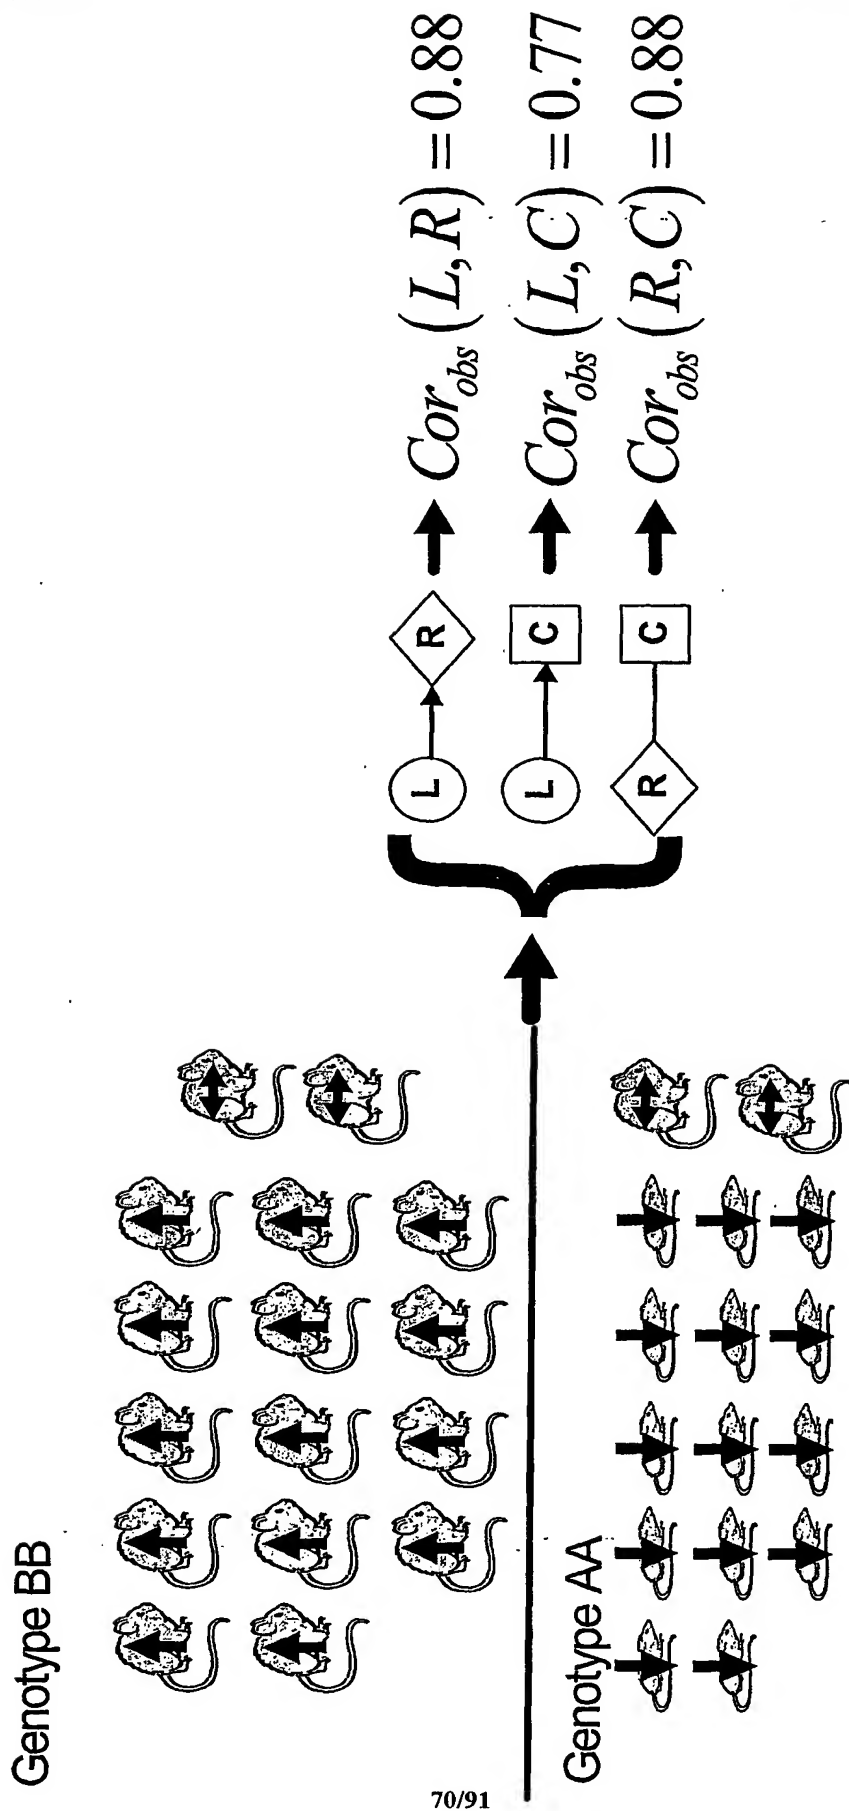 Genotype BB
Genotype AA
L R
L C
R C
Cor_obs (L, R) = 0.88
Cor_obs (L, C) = 0.77
Cor_obs (R, C) = 0.88
70/91